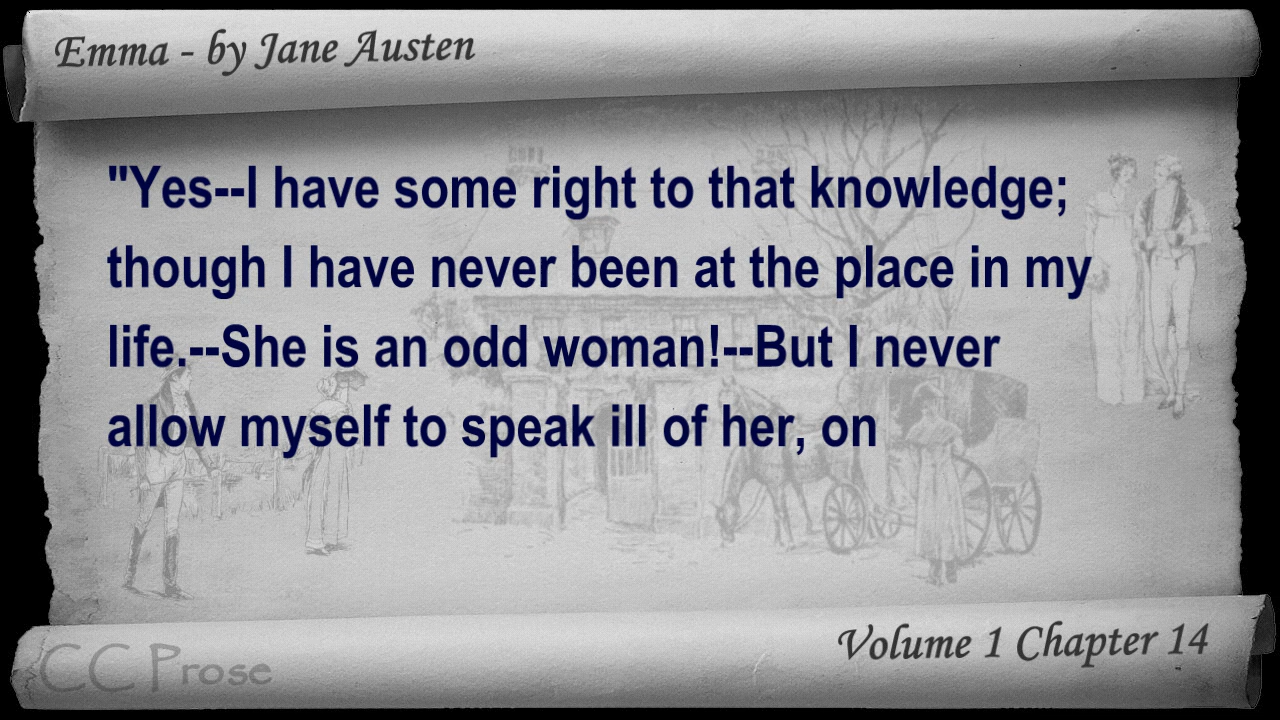 Emma - by Jane Austen
"Yes--I have some right to that knowledge;
though I have never been at the place in my
life.--She is an odd woman!--But I never
allow myself to speak ill of her, on
Volume 1 Chapter 14
CC Prose